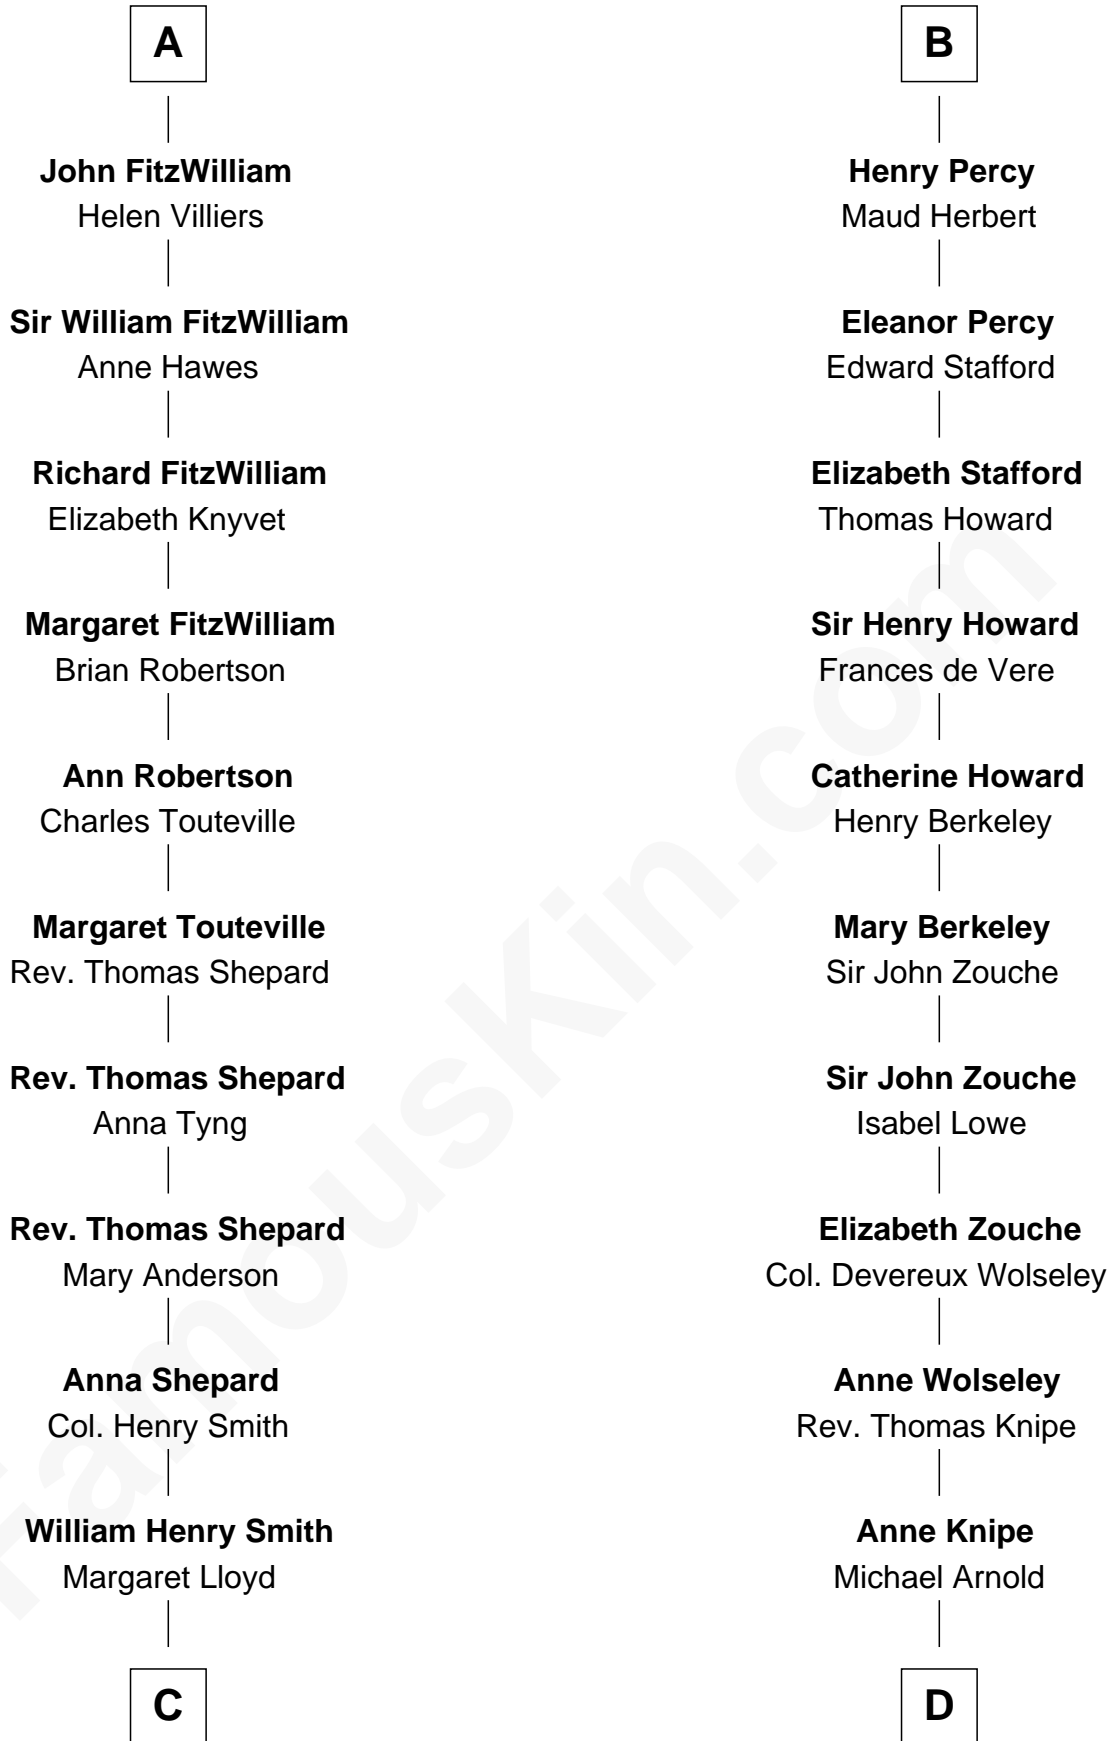 A
John FitzWilliam
Helen Villiers
Sir William FitzWilliam
Anne Hawes
Richard FitzWilliam
Elizabeth Knyvet
Margaret FitzWilliam
Brian Robertson
Ann Robertson
Charles Touteville
Margaret Touteville
Rev. Thomas Shepard
Rev. Thomas Shepard
Anna Tyng
Rev. Thomas Shepard
Mary Anderson
Anna Shepard
Col. Henry Smith
William Henry Smith
Margaret Lloyd
C
B
Henry Percy
Maud Herbert
Eleanor Percy
Edward Stafford
Elizabeth Stafford
Thomas Howard
Sir Henry Howard
Frances de Vere
Catherine Howard
Henry Berkeley
Mary Berkeley
Sir John Zouche
Sir John Zouche
Isabel Lowe
Elizabeth Zouche
Col. Devereux Wolseley
Anne Wolseley
Rev. Thomas Knipe
Anne Knipe
Michael Arnold
D
FamousKin.com